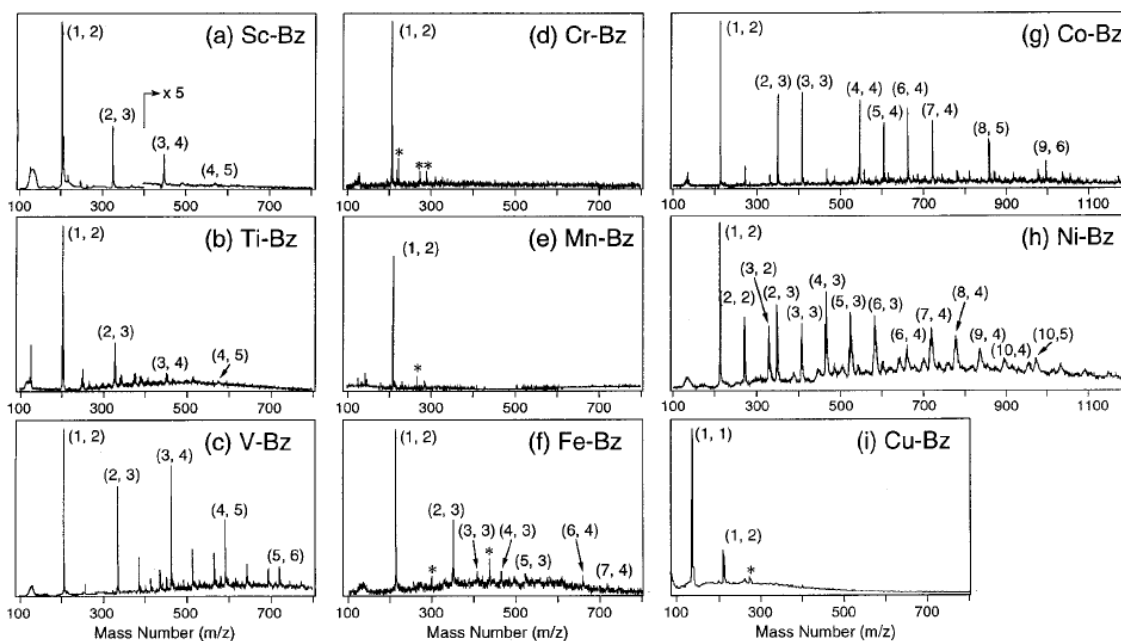 (a) Sc-Bz
(1, 2)
x 5
(2, 3)
(3, 4)
(4, 5)
100 300 500 700
(b) Ti-Bz
(1, 2)
(2, 3)
(3, 4)
(4, 5)
100 300 500 700
(c) V-Bz
(1, 2)
(2, 3)
(3, 4)
(4, 5)
(5, 6)
100 300 500 700
Mass Number (m/z)
(d) Cr-Bz
(1, 2)
*
**
100 300 500 700
(e) Mn-Bz
(1, 2)
*
100 300 500 700
(f) Fe-Bz
(1, 2)
(2, 3)
(3, 3)
(4, 3)
(5, 3)
(6, 4)
(7, 4)
*
*
100 300 500 700
Mass Number (m/z)
(g) Co-Bz
(1, 2)
(2, 3)
(3, 3)
(4, 4)
(5, 4)
(6, 4)
(7, 4)
(8, 5)
(9, 6)
100 300 500 700 900 1100
(h) Ni-Bz
(1, 2)
(2, 2)
(3, 2)
(2, 3)
(3, 3)
(4, 3)
(5, 3)
(6, 3)
(6, 4)
(7, 4)
(8, 4)
(9, 4)
(10,4)
(10,5)
100 300 500 700 900 1100
(i) Cu-Bz
(1, 1)
(1, 2)
*
100 300 500 700
Mass Number (m/z)